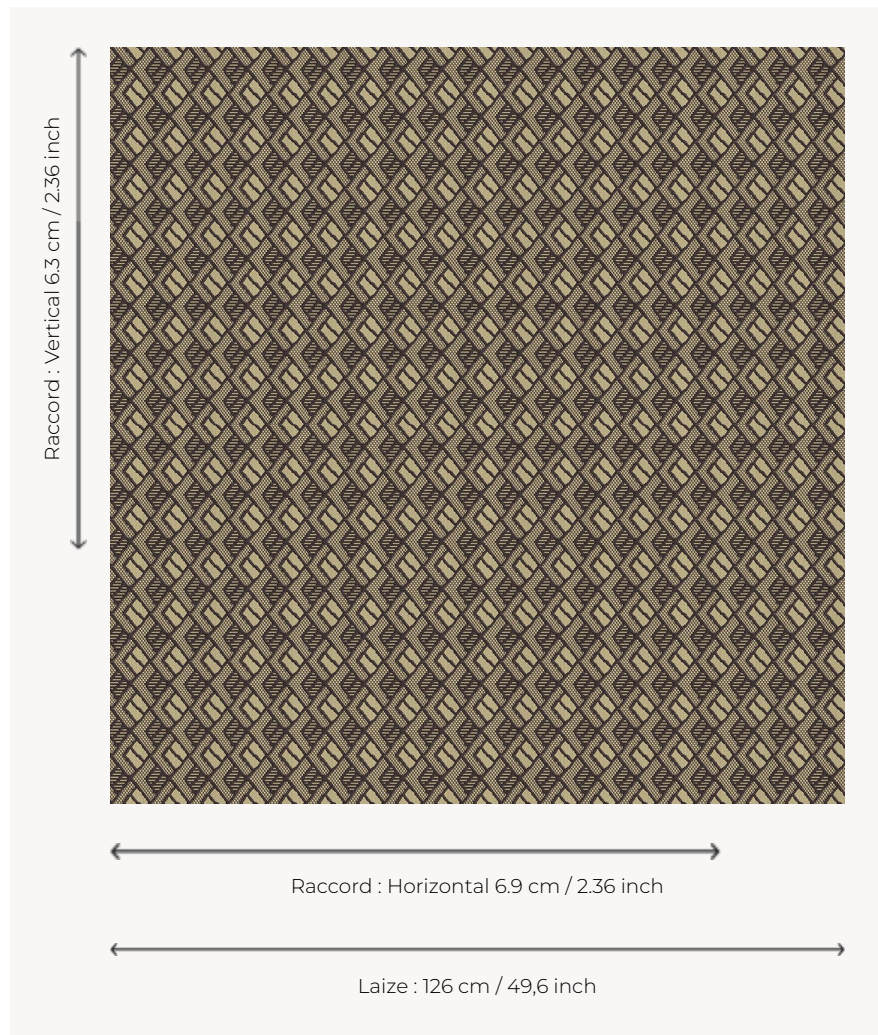 Raccord : Vertical 6.3 cm / 2.36 inch
Raccord : Horizontal 6.9 cm / 2.36 inch
Laize : 126 cm / 49,6 inch